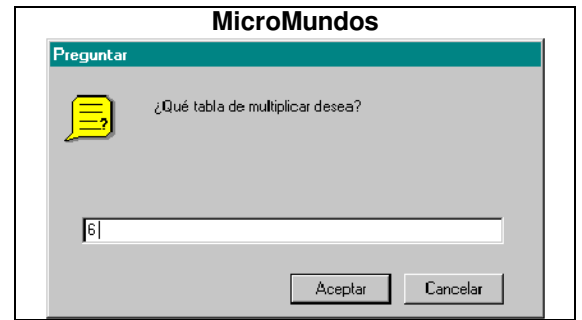 MicroMundos
Preguntar
?
¿Qué tabla de multiplicar desea?
6
Aceptar
Cancelar